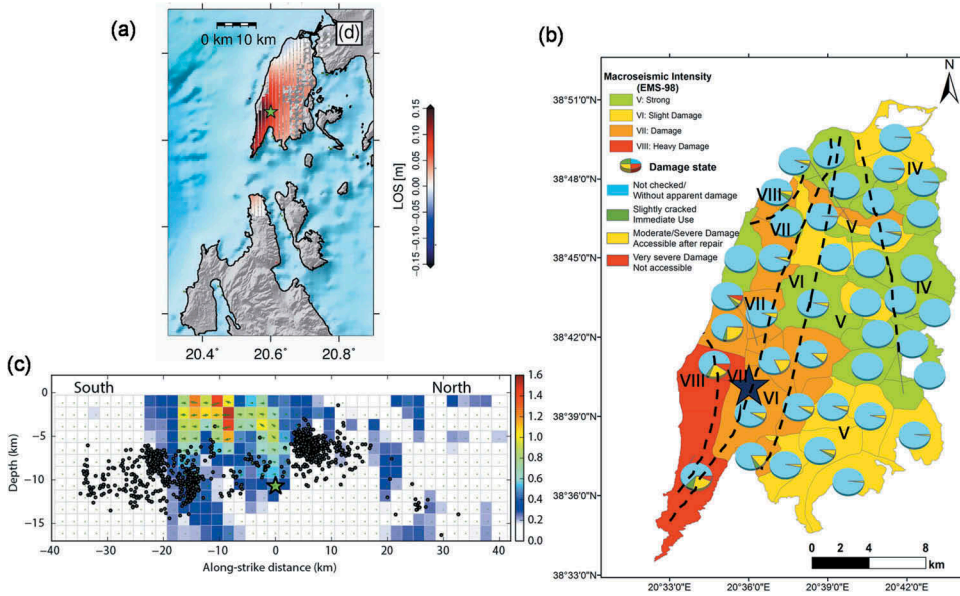 (a)
0 km 10 km
(d)
0.15
0.10
0.05
0.00
-0.05
-0.10
-0.15
LOS [m]
20.4° 20.6° 20.8°
(b)
N
Macroseismic Intensity
(EMS-98)
V: Strong
VI: Slight Damage
VII: Damage
VIII: Heavy Damage
Damage state
Not checked/
Without apparent damage
Slightly cracked
Immediate Use
Moderate/Severe Damage
Accessible after repair
Very severe Damage
Not accessible
38°51'0"N
38°48'0"N
38°45'0"N
38°42'0"N
38°39'0"N
38°36'0"N
38°33'0"N
IV
VIII
VII
V
VI
IV
VII
V
VIII
VII
VI
V
0 2 4 8
km
20°33'0"E 20°36'0"E 20°39'0"E 20°42'0"E
(c)
South North
0
-5
-10
-15
Depth (km)
-40 -30 -20 -10 0 10 20 30 40
Along-strike distance (km)
1.6
1.4
1.2
1.0
0.8
0.6
0.4
0.2
0.0